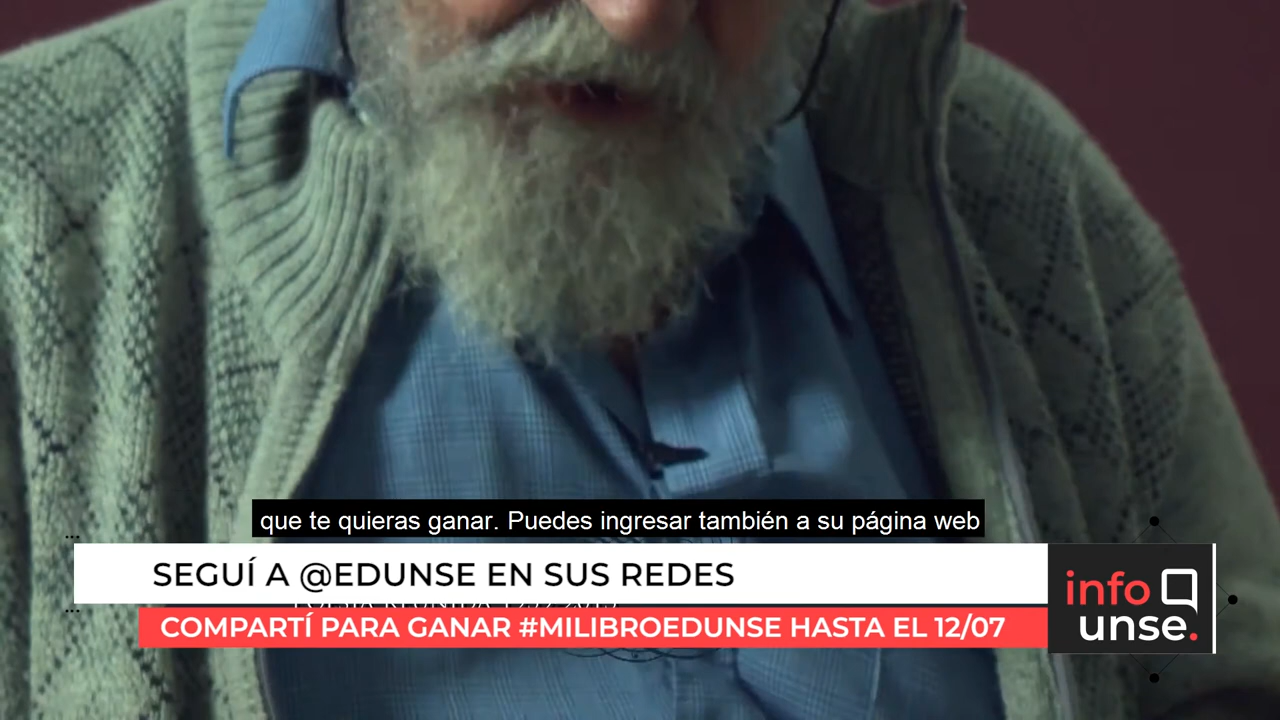 que te quieras ganar. Puedes ingresar también a su página web
SEGUÍ A @EDUNSE EN SUS REDES
COMPARTÍ PARA GANAR #MILIBROEDUNSE HASTA EL 12/07
info
unse.